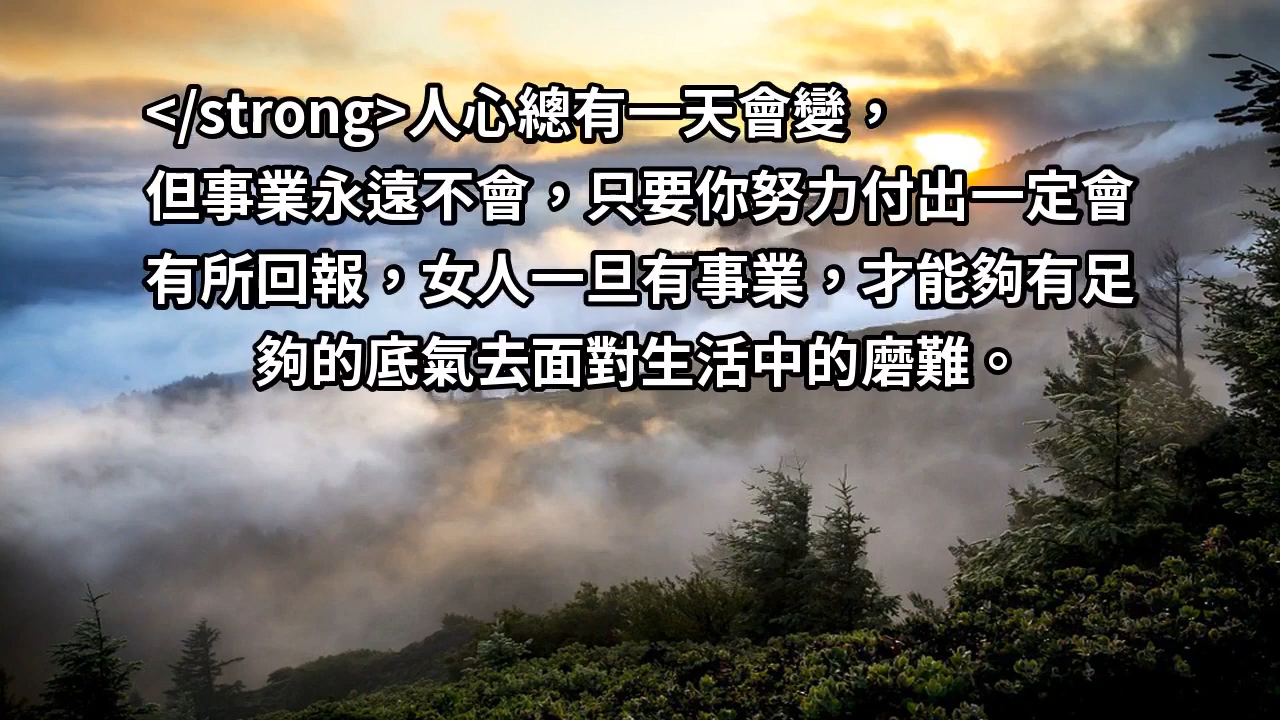 </strong>人心總有一天會變，
但事業永遠不會，只要你努力付出一定會
有所回報，女人一旦有事業，才能夠有足
夠的底氣去面對生活中的磨難。